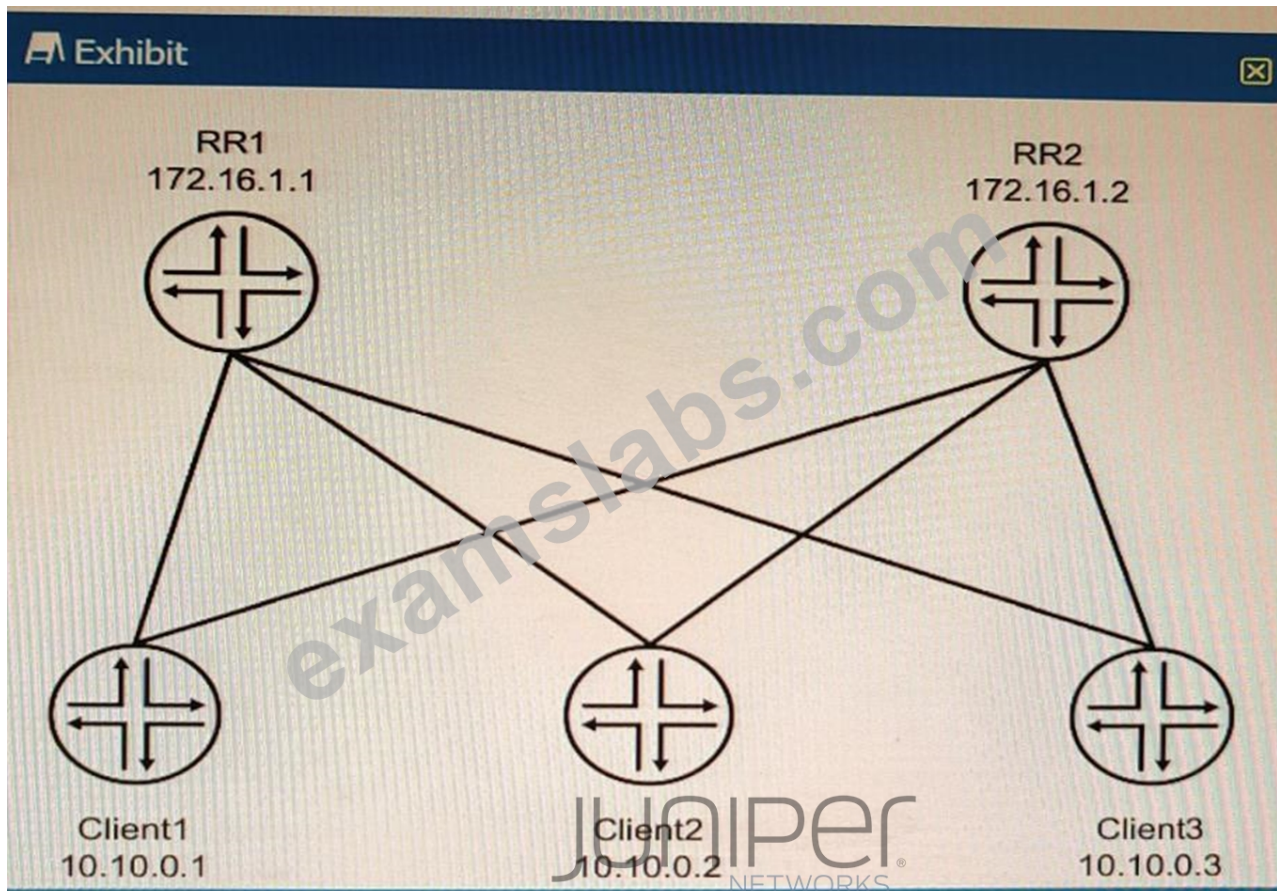 Exhibit
RR1
172.16.1.1
RR2
172.16.1.2
examslabs.com
Client1
10.10.0.1
Client2
10.10.0.2
Client3
10.10.0.3
JUNIPER
NETWORKS
®